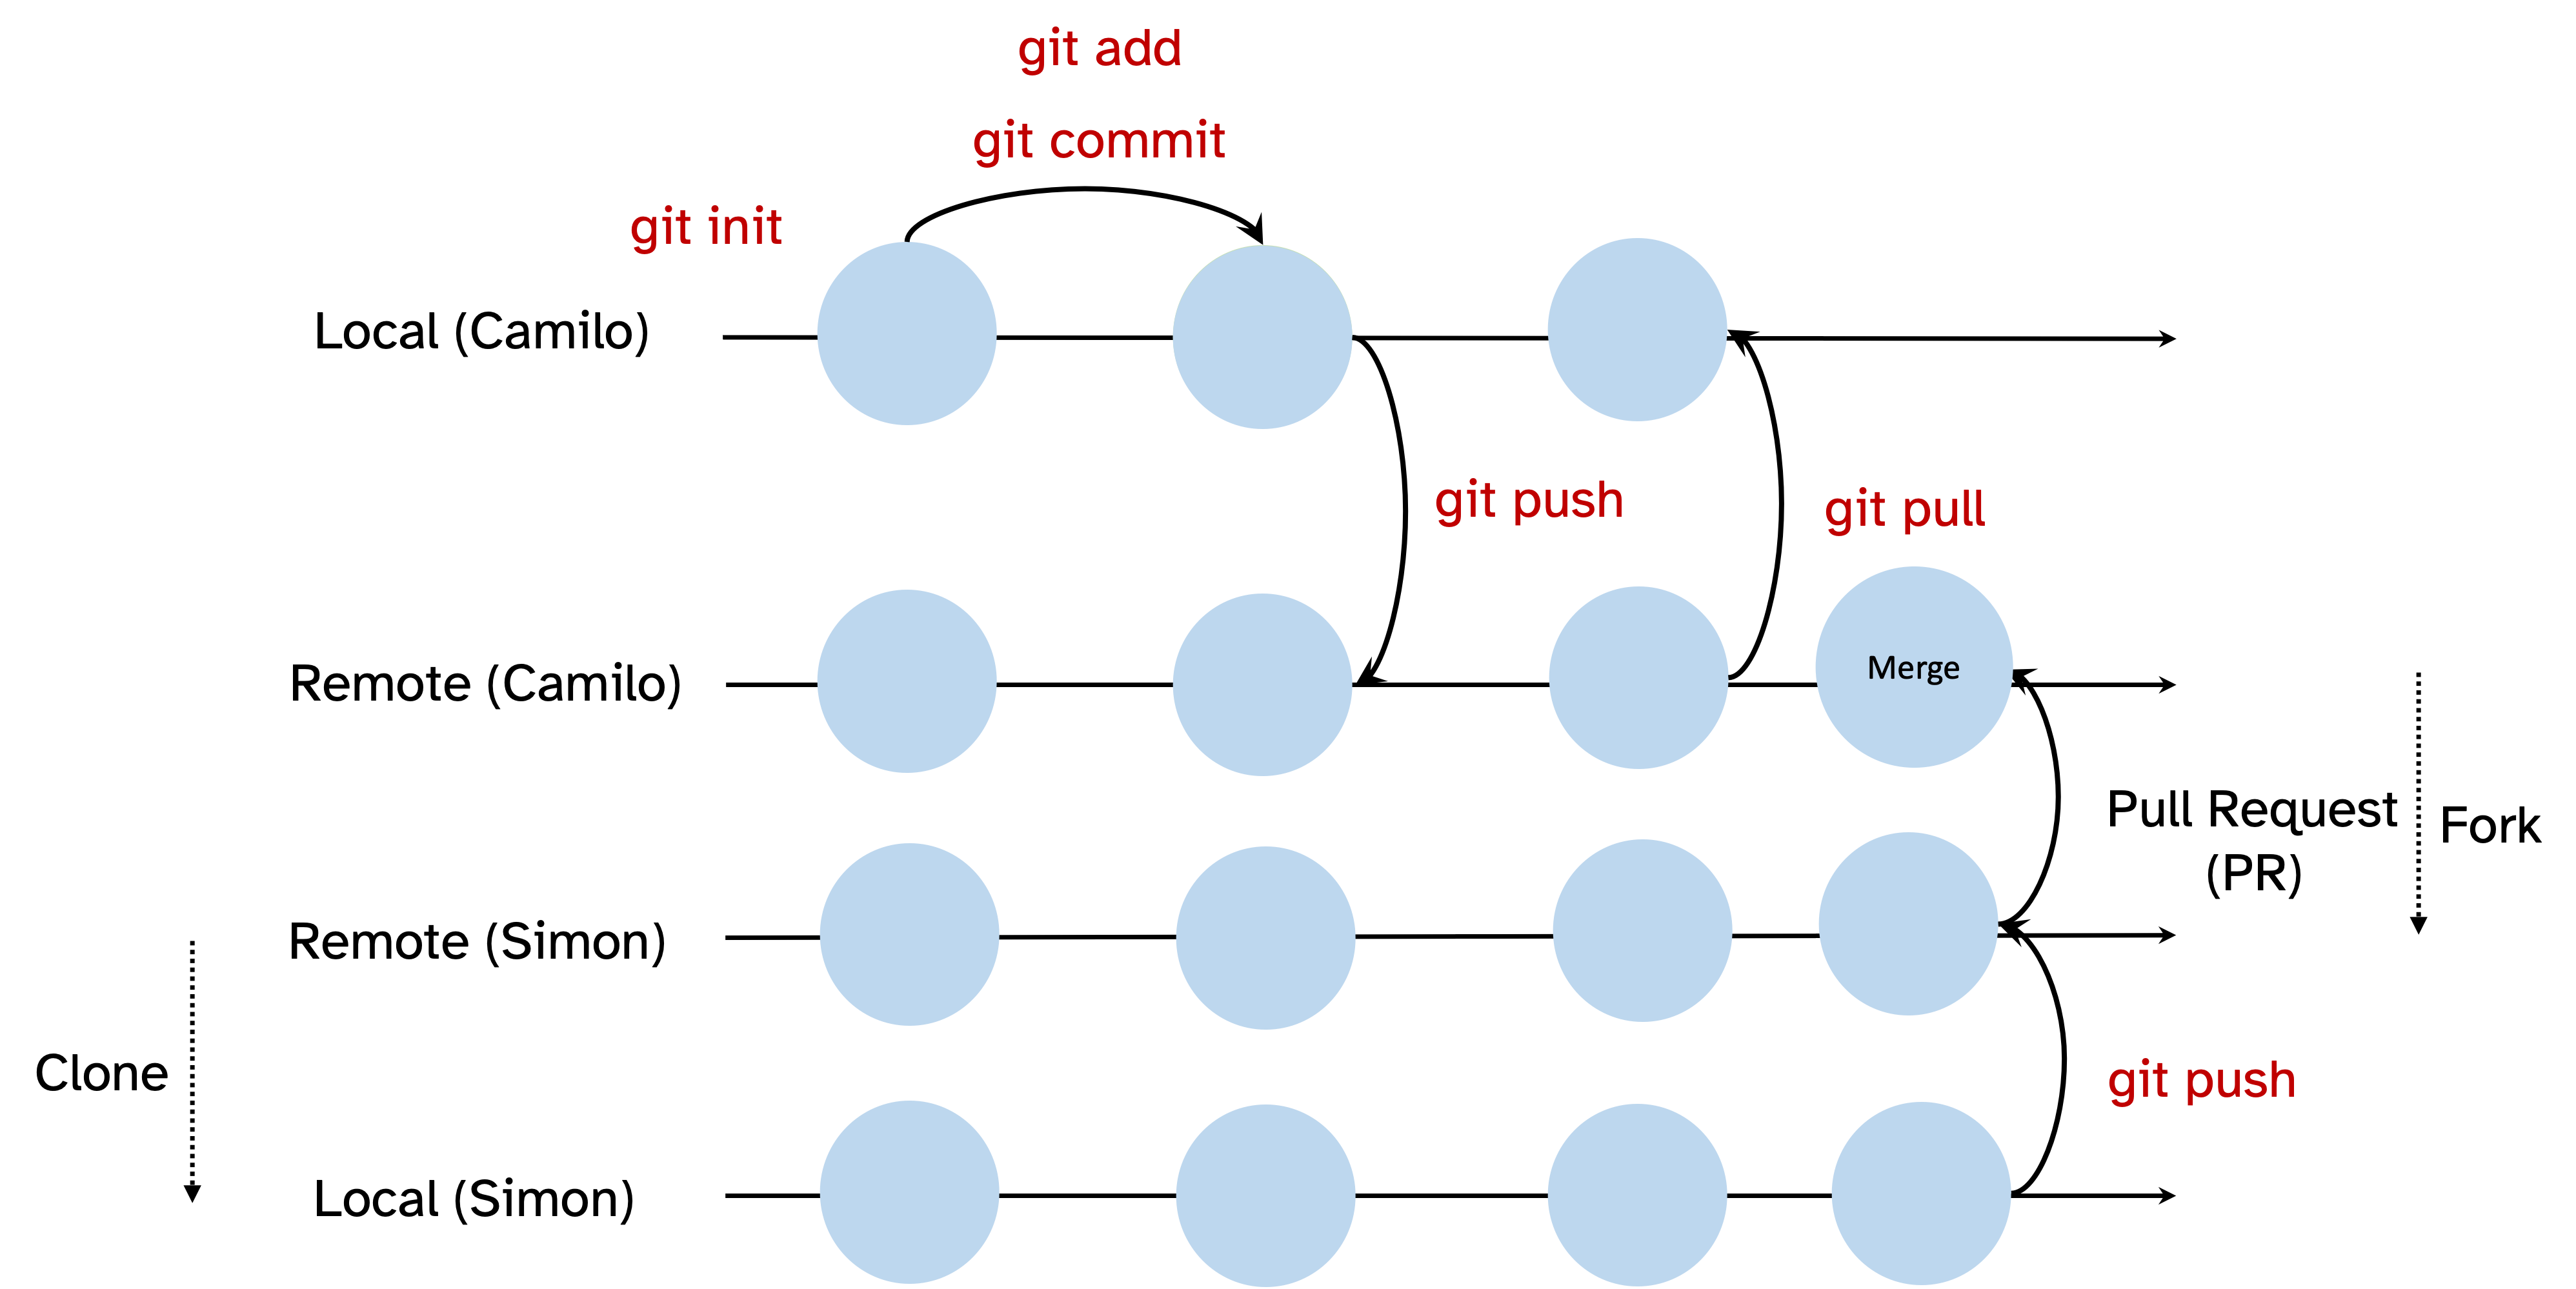 git add
git commit
git init
Local (Camilo)
git push
git pull
Merge
Remote (Camilo)
Pull Request
(PR)
Fork
Remote (Simon)
Clone
git push
Local (Simon)